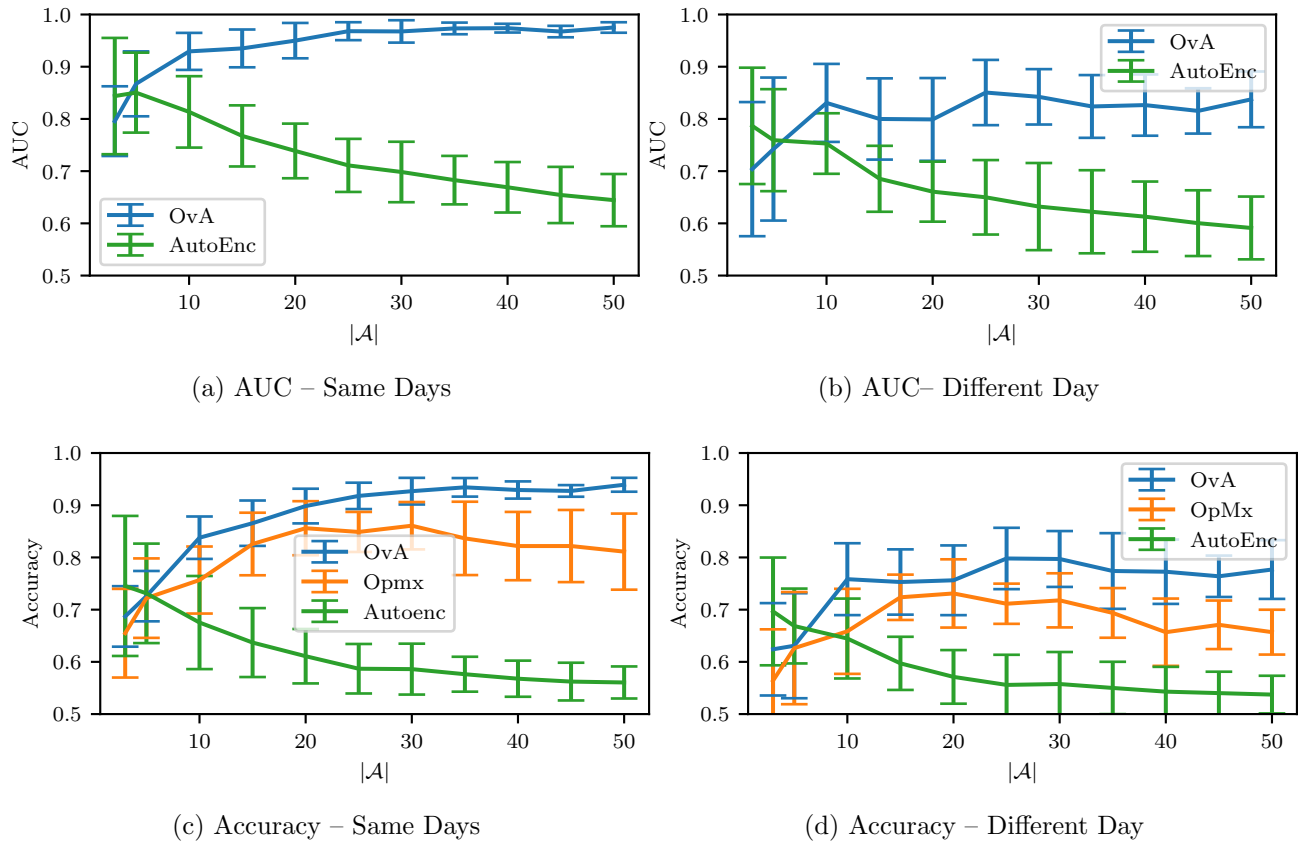 1.0
0.9
0.8
0.7
0.6
0.5
AUC
OvA
AutoEnc
10 20 30 40 50
|𝒜|
(a) AUC – Same Days
1.0
0.9
0.8
0.7
0.6
0.5
AUC
OvA
AutoEnc
10 20 30 40 50
|𝒜|
(b) AUC– Different Day
1.0
0.9
0.8
0.7
0.6
0.5
Accuracy
OvA
Opmx
Autoenc
10 20 30 40 50
|𝒜|
(c) Accuracy – Same Days
1.0
0.9
0.8
0.7
0.6
0.5
Accuracy
OvA
OpMx
AutoEnc
10 20 30 40 50
|𝒜|
(d) Accuracy – Different Day